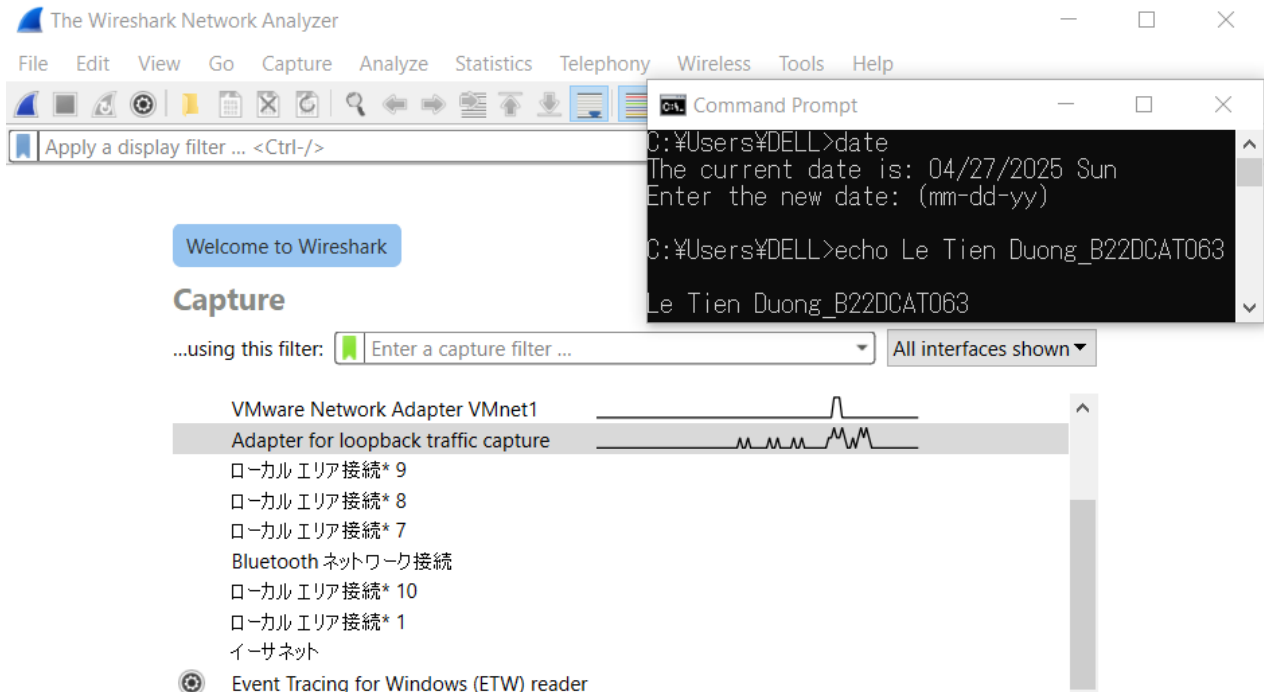 The Wireshark Network Analyzer
File Edit View Go Capture Analyze Statistics Telephony Wireless Tools Help
Apply a display filter ... <Ctrl-/>
Command Prompt
C:¥Users¥DELL>date
The current date is: 04/27/2025 Sun
Enter the new date: (mm-dd-yy)
C:¥Users¥DELL>echo Le Tien Duong_B22DCAT063
Le Tien Duong_B22DCAT063
Welcome to Wireshark
Capture
...using this filter: Enter a capture filter ... All interfaces shown
VMware Network Adapter VMnet1
Adapter for loopback traffic capture
ローカル エリア接続* 9
ローカル エリア接続* 8
ローカル エリア接続* 7
Bluetooth ネットワーク接続
ローカル エリア接続* 10
ローカル エリア接続* 1
イーサネット
Event Tracing for Windows (ETW) reader